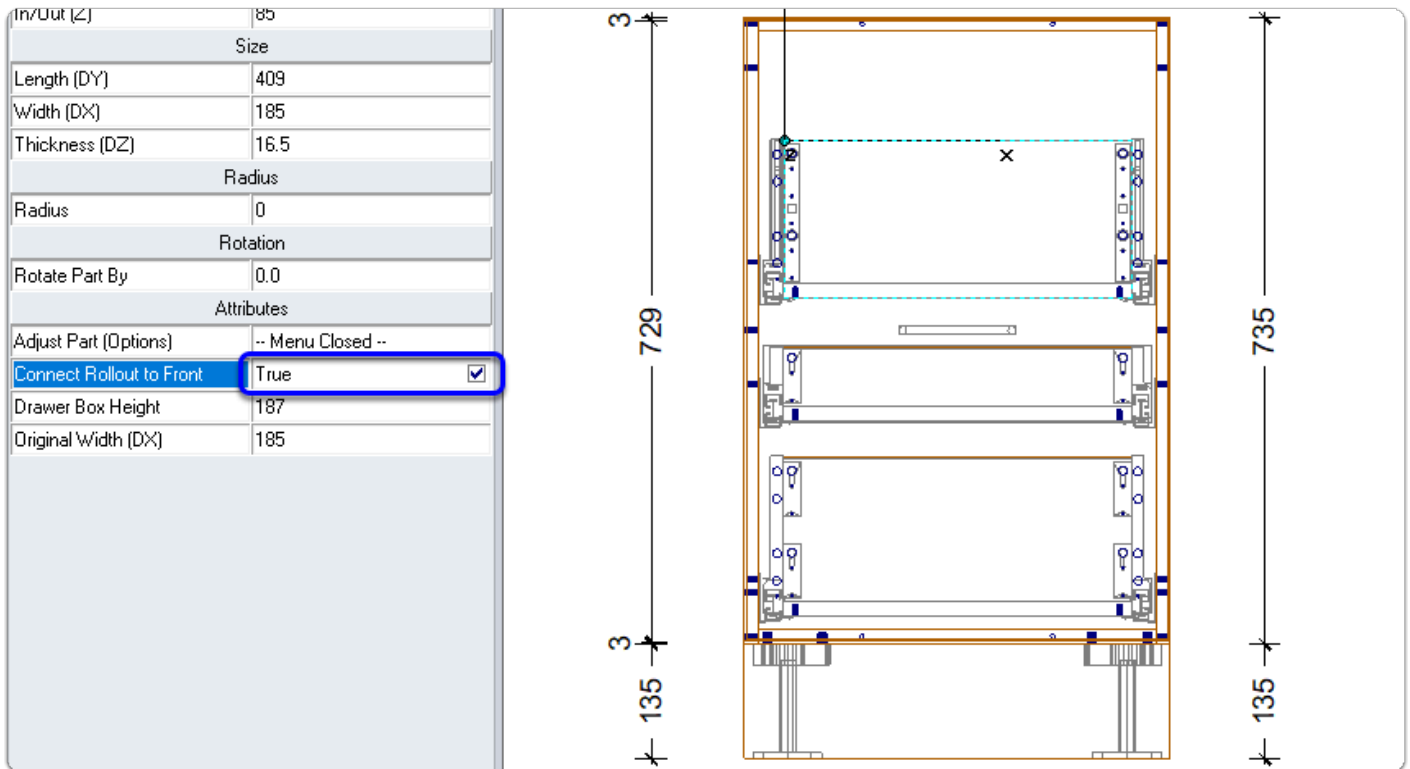 In/Out (Z) 85
Size
Length (DY) 409
Width (DX) 185
Thickness (DZ) 16.5
Radius
Radius 0
Rotation
Rotate Part By 0.0
Attributes
Adjust Part (Options) -- Menu Closed --
Connect Rollout to Front True
Drawer Box Height 187
Original Width (DX) 185
3
729
3
135
Z
X
735
135